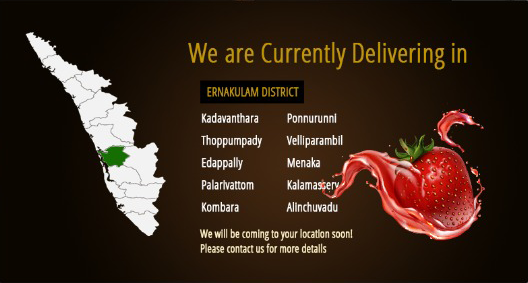 We are Currently Delivering in
ERNAKULAM DISTRICT
Kadavanthara Ponnurunni
Thoppumpady Velliparambil
Edappally Menaka
Palarivattom Kalamassery
Kombara Alinchuvadu
We will be coming to your location soon!
Please contact us for more details